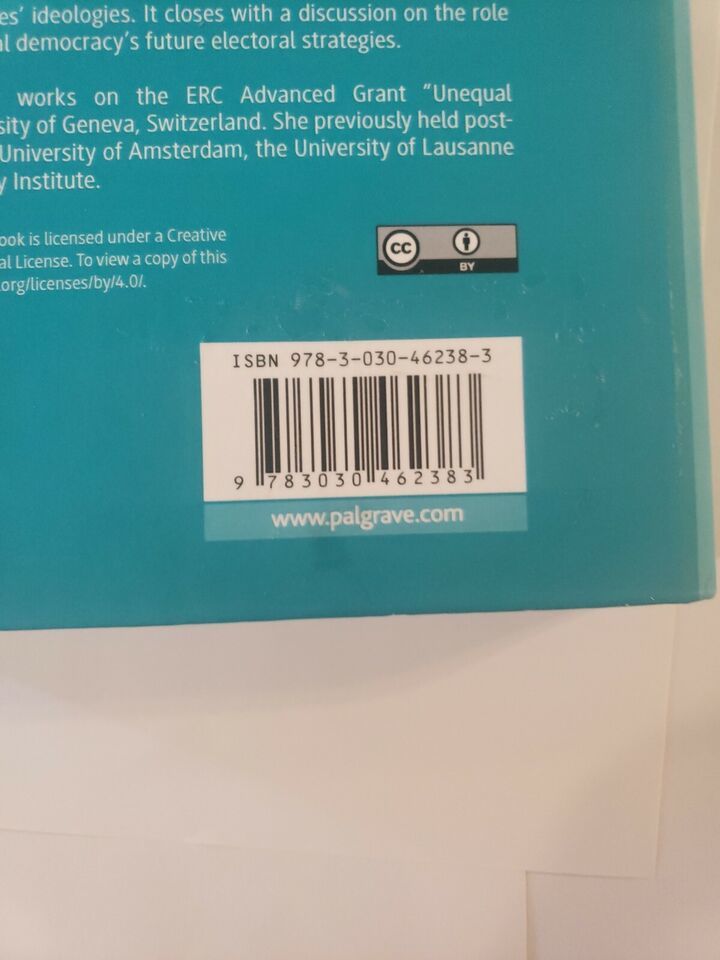 es’ ideologies. It closes with a discussion on the role
l democracy’s future electoral strategies.
works on the ERC Advanced Grant “Unequal
sity of Geneva, Switzerland. She previously held post-
University of Amsterdam, the University of Lausanne
y Institute.
ook is licensed under a Creative
al License. To view a copy of this
.org/licenses/by/4.0/.
cc
BY
ISBN 978-3-030-46238-3
9 783030 462383
www.palgrave.com